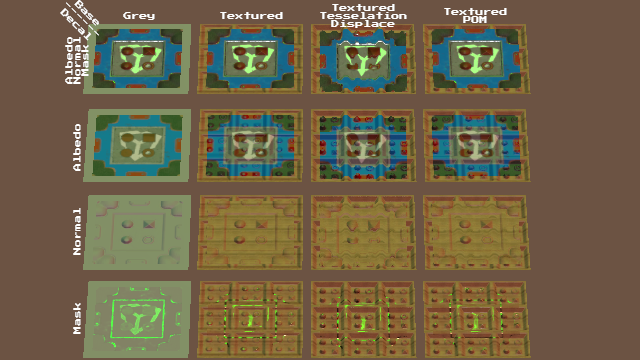 Base
Decal
Grey
Textured
Textured
Tesselation
Displace
Textured
POM
Albedo
Normal
Mask
Albedo
Normal
Mask